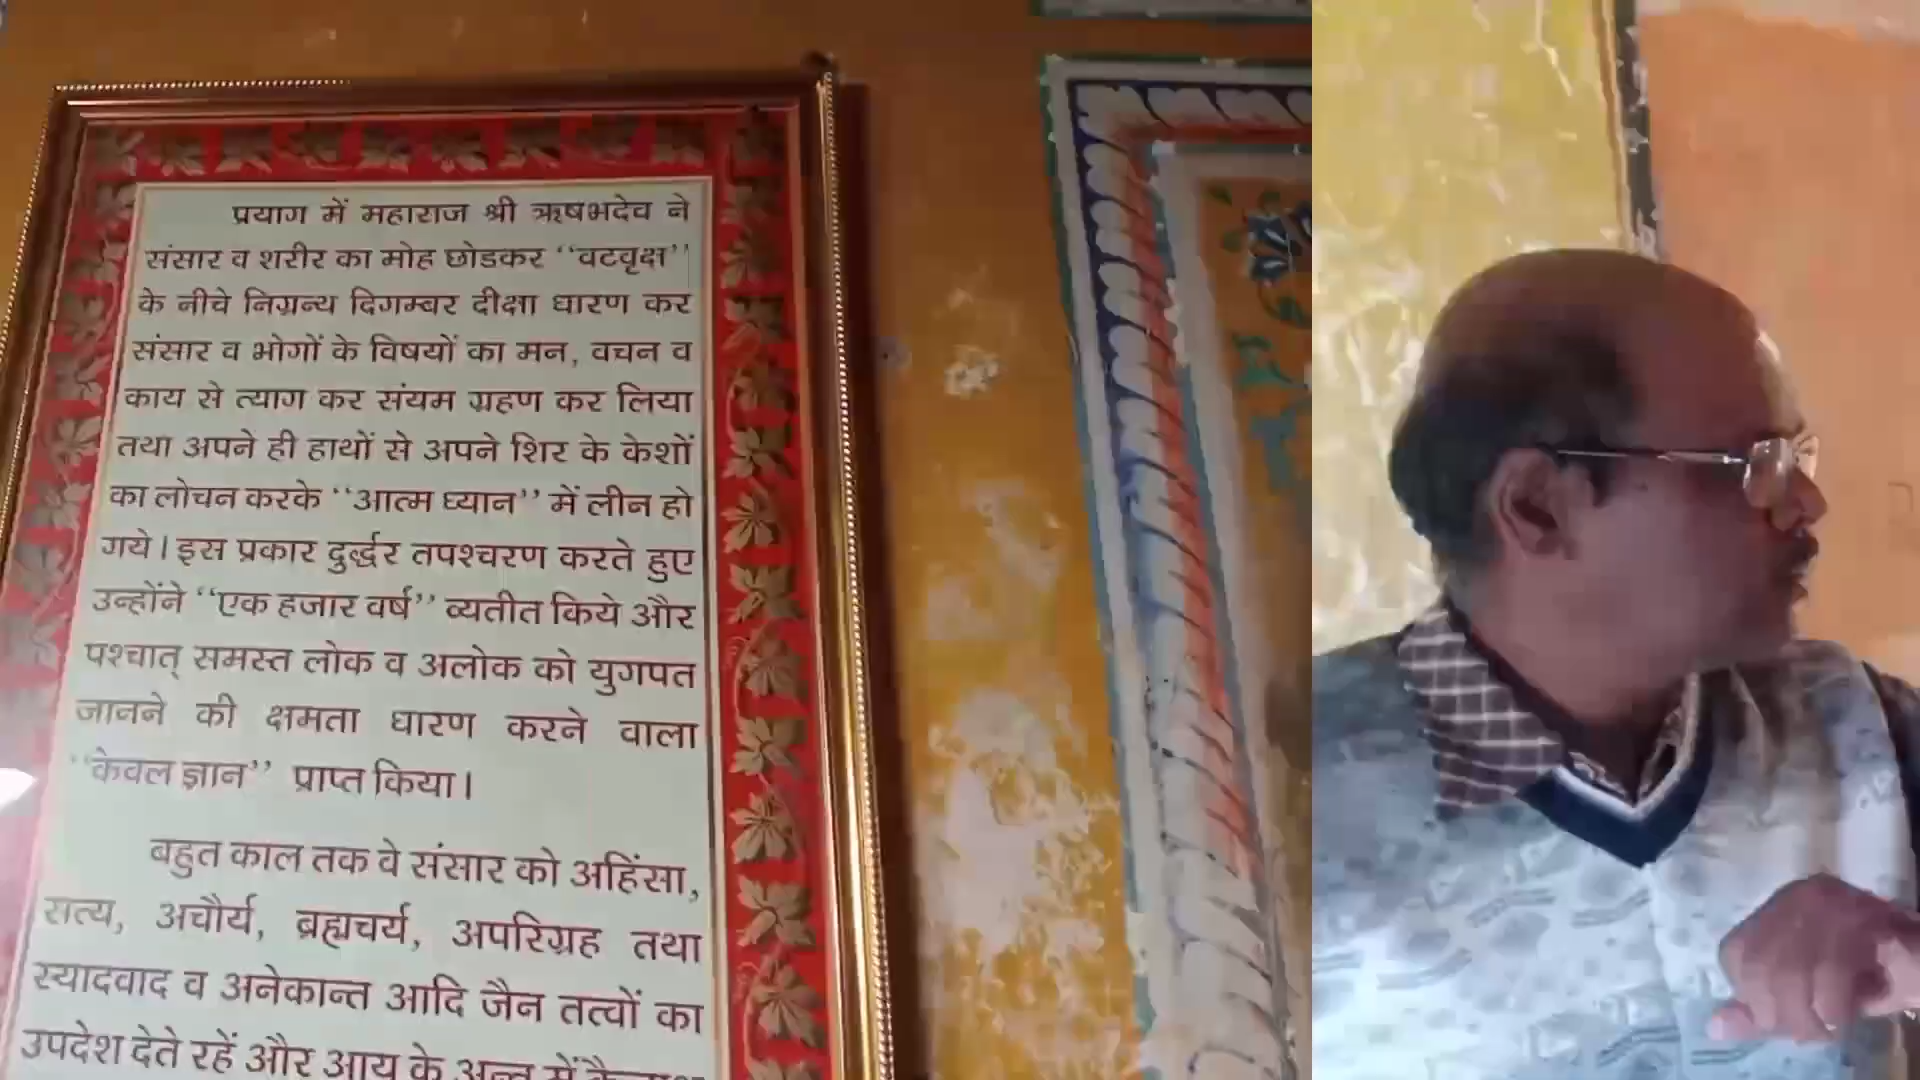 प्रयाग में महाराज श्री ऋषभदेव ने
संसार व शरीर का मोह छोडकर ‘‘वटवृक्ष’’
के नीचे निग्रन्थ दिगम्बर दीक्षा धारण कर
संसार व भोगों के विषयों का मन, वचन व
काय से त्याग कर संयम ग्रहण कर लिया
तथा अपने ही हाथों से अपने शिर के केशों
का लोचन करके ‘‘आत्म ध्यान’’ में लीन हो
गये। इस प्रकार दुर्द्धर तपश्चरण करते हुए
उन्होंने ‘‘एक हजार वर्ष’’ व्यतीत किये और
पश्चात् समस्त लोक व अलोक को युगपत
जानने की क्षमता धारण करने वाला
‘‘केवल ज्ञान’’ प्राप्त किया।
बहुत काल तक वे संसार को अहिंसा,
सत्य, अचौर्य, ब्रह्मचर्य, अपरिग्रह तथा
स्यादवाद व अनेकान्त आदि जैन तत्वों का
उपदेश देते रहें और आयु के अन्त में